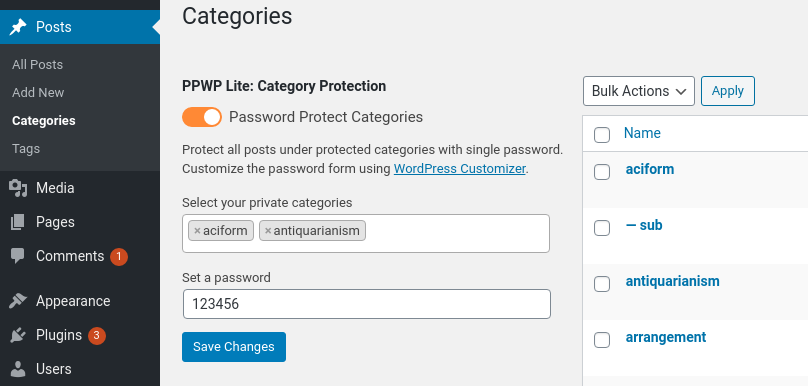 Posts
All Posts
Add New
Categories
Tags
Media
Pages
Comments 1
Appearance
Plugins 3
Users
Categories
PPWP Lite: Category Protection
Password Protect Categories
Protect all posts under protected categories with single password.
Customize the password form using WordPress Customizer.
Select your private categories
×aciform ×antiquarianism
Set a password
123456
Save Changes
Bulk Actions Apply
Name
aciform
— sub
antiquarianism
arrangement